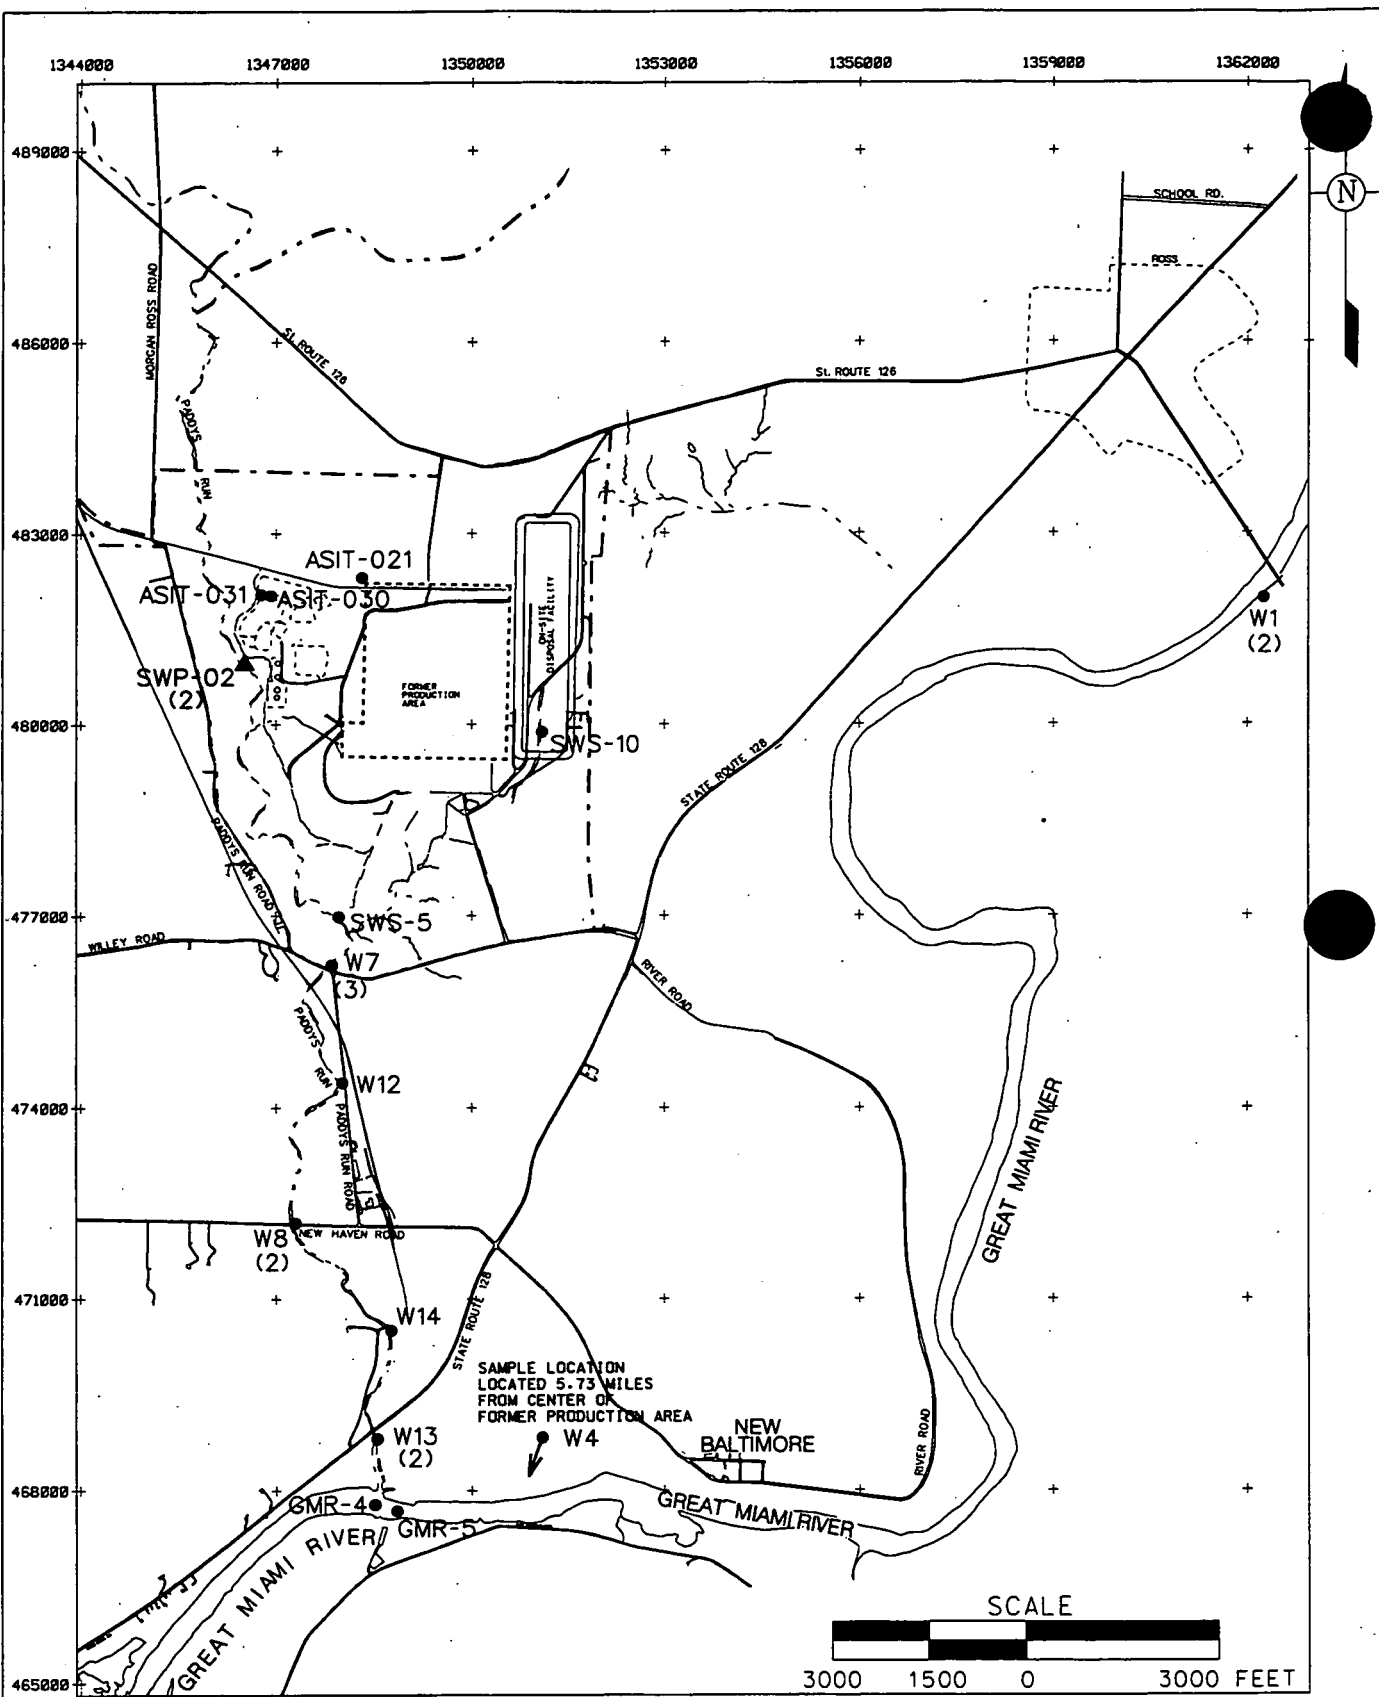 1344000 1347000 1350000 1353000 1356000 1359000 1362000
489000
N
SCHOOL RD.
ROSS
MORGAN ROSS ROAD
486000
St. ROUTE 126
St. ROUTE 126
PADDYS
RUN
483000
ASIT-021
ASIT-031
ASIT-030
ON-SITE
DISPOSAL FACILITY
W1
(2)
SWP-02
(2)
FORMER
PRODUCTION
AREA
480000
SWS-10
STATE ROUTE 128
PADDYS RUN ROAD
477000
SWS-5
WILLEY ROAD
W7
(3)
RIVER ROAD
PADDYS
RUN
W12
474000
PADDYS RUN ROAD
GREAT MIAMI RIVER
W8
(2)
NEW HAVEN ROAD
471000
W14
STATE ROUTE 128
SAMPLE LOCATION
LOCATED 5.73 MILES
FROM CENTER OF
FORMER PRODUCTION AREA
W4
NEW
BALTIMORE
RIVER ROAD
W13
(2)
468000
GMR-4
GMR-5
GREAT MIAMI RIVER
GREAT MIAMI RIVER
SCALE
3000 1500 0 3000 FEET
465000